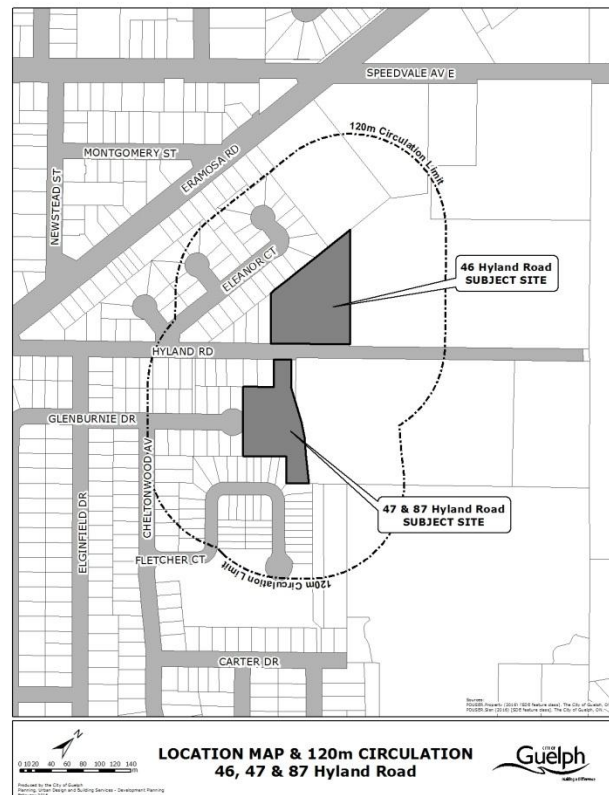 SPEEDVALE AV E
120m Circulation Limit
MONTGOMERY ST
ERAMOSA RD
NEWSTEAD ST
ELEANOR CT
46 Hyland Road
SUBJECT SITE
HYLAND RD
GLENBURNIE DR
CHELTONWOOD AV
ELGINFIELD DR
47 & 87 Hyland Road
SUBJECT SITE
FLETCHER CT
120m Circulation Limit
CARTER DR
Sources:
LOCATION MAP & 120m CIRCULATION
46, 47 & 87 Hyland Road
0 10 20 40 60 80 100 120 140
m
Produced by the City of Guelph
Planning, Urban Design and Building Services - Development Planning
Guelph